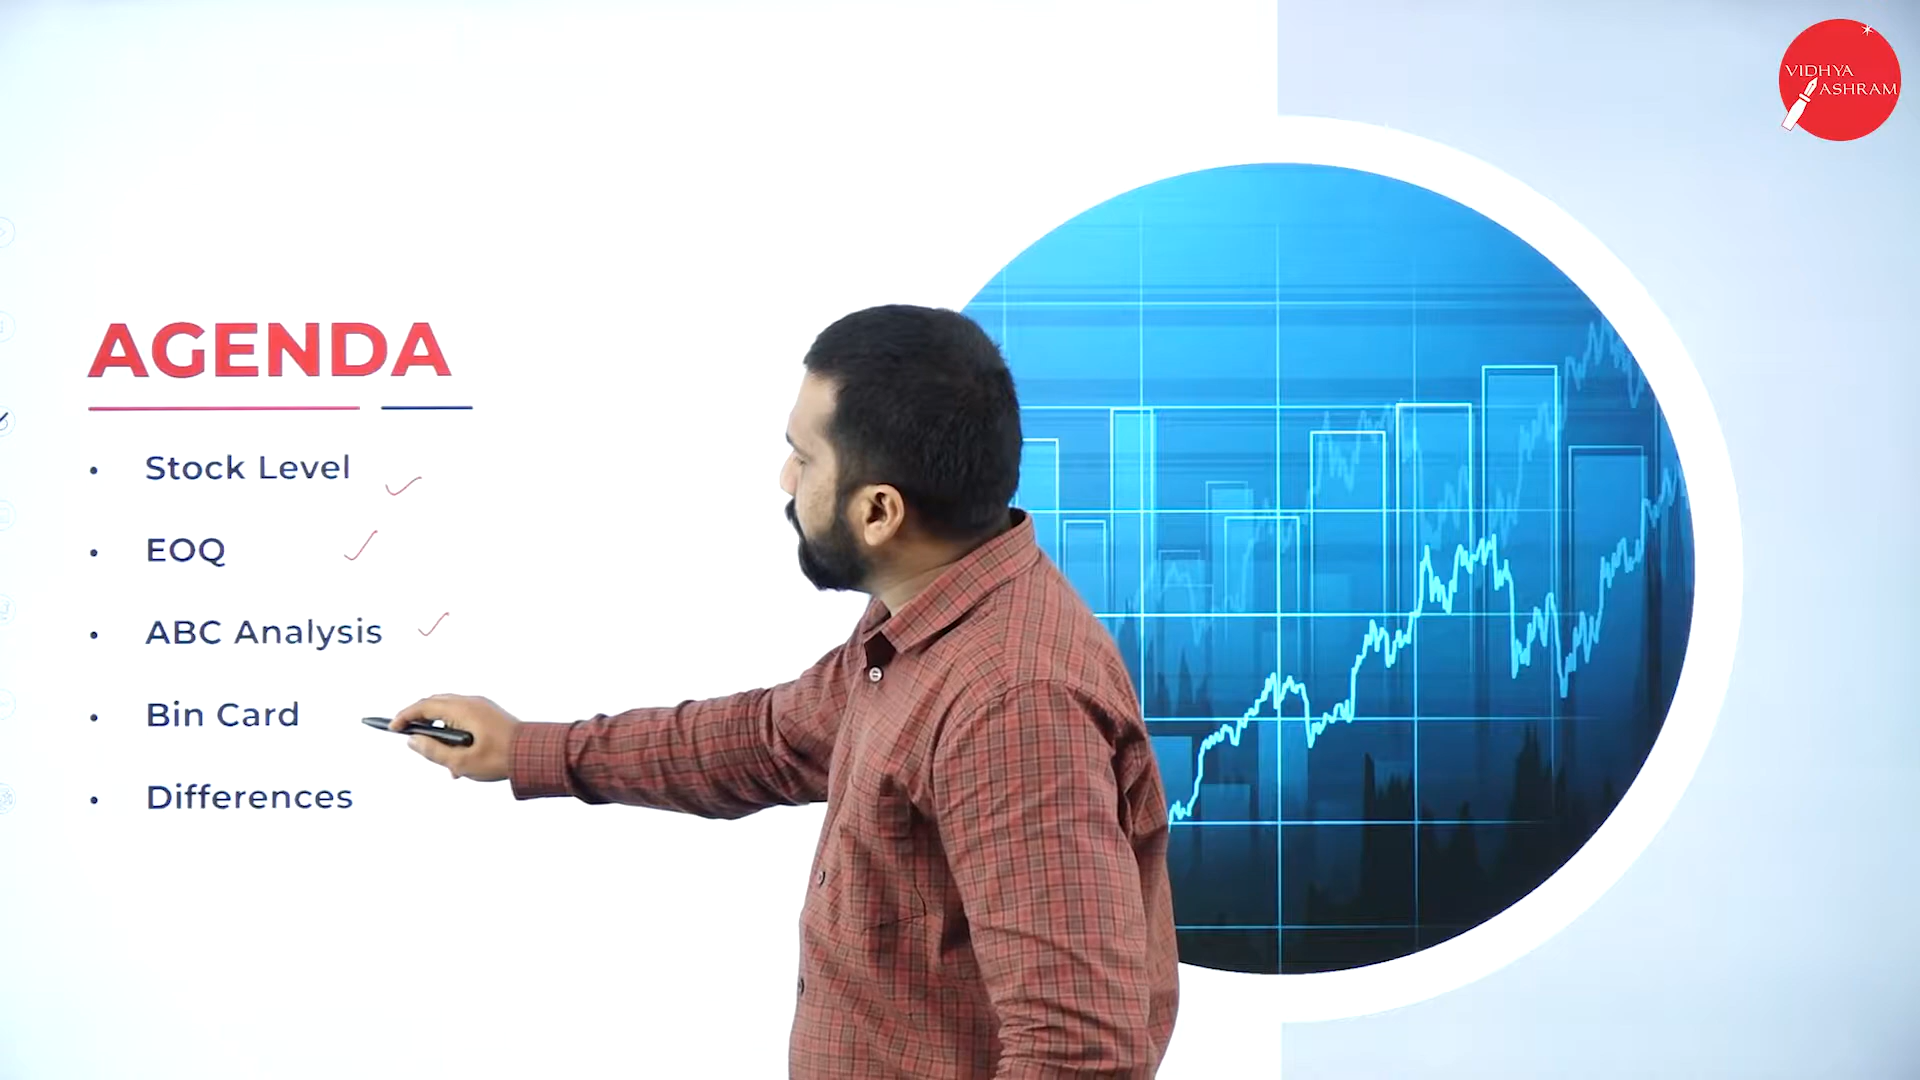 VIDHYA
ASHRAM
AGENDA
• Stock Level
• EOQ
• ABC Analysis
• Bin Card
• Differences